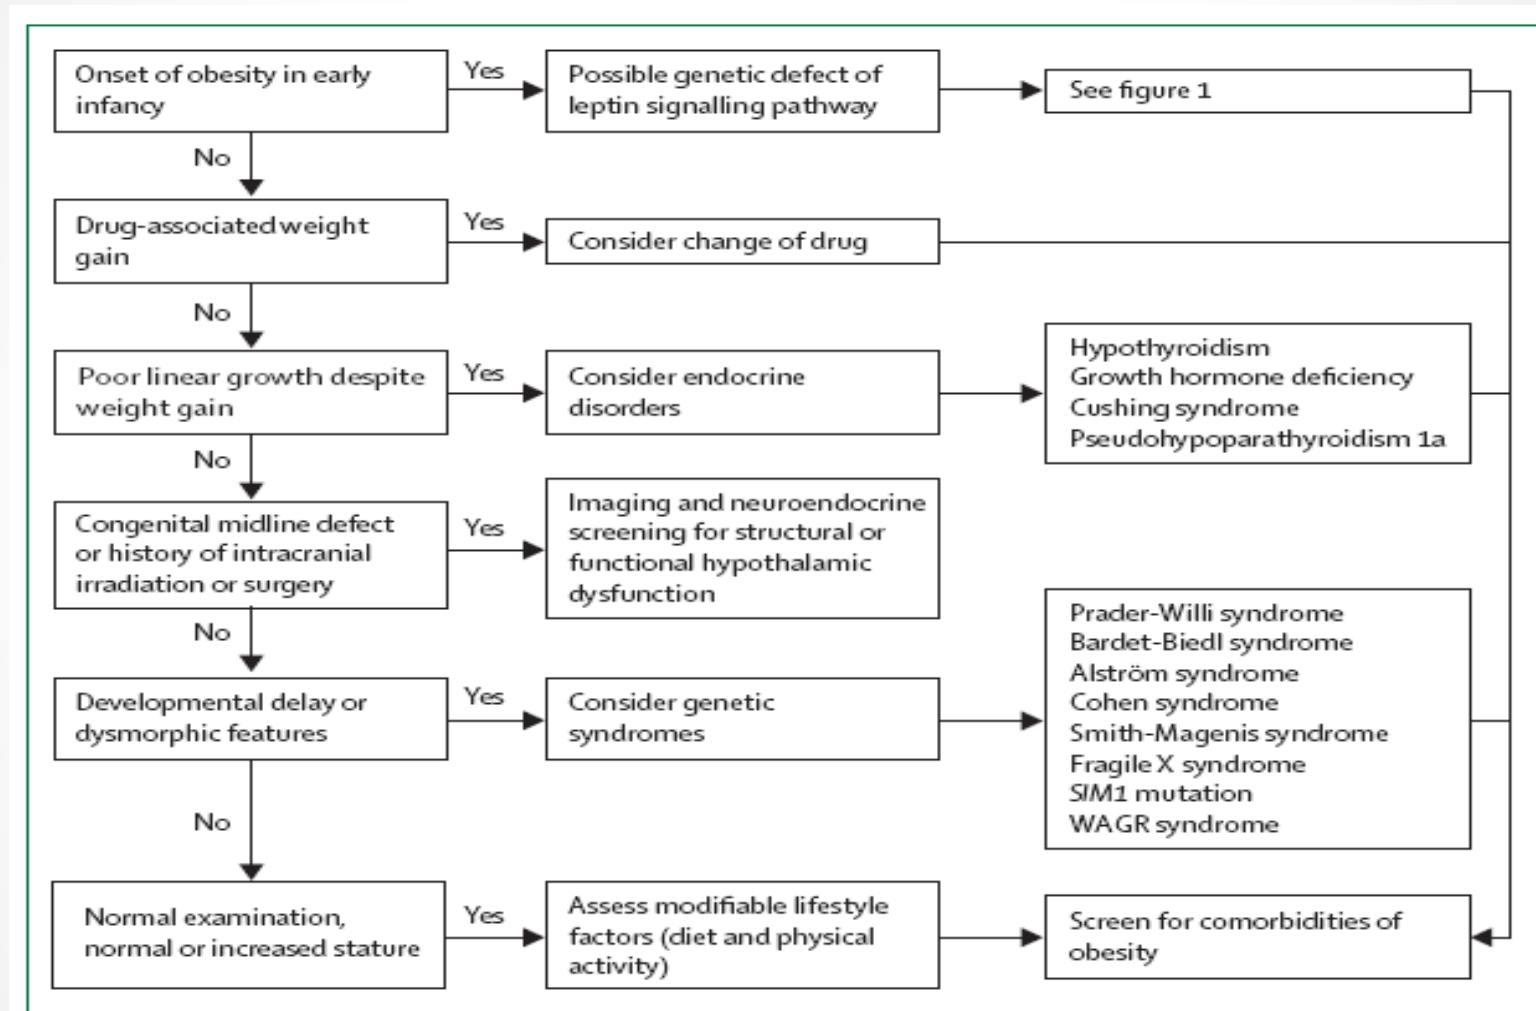 Onset of obesity in early
infancy
Yes
Possible genetic defect of
leptin signalling pathway
See figure 1
No
Drug-associated weight
gain
Yes
Consider change of drug
No
Poor linear growth despite
weight gain
Yes
Consider endocrine
disorders
Hypothyroidism
Growth hormone deficiency
Cushing syndrome
Pseudohypoparathyroidism 1a
No
Congenital midline defect
or history of intracranial
irradiation or surgery
Yes
Imaging and neuroendocrine
screening for structural or
functional hypothalamic
dysfunction
No
Developmental delay or
dysmorphic features
Yes
Consider genetic
syndromes
Prader-Willi syndrome
Bardet-Biedl syndrome
Alström syndrome
Cohen syndrome
Smith-Magenis syndrome
Fragile X syndrome
SIM1 mutation
WAGR syndrome
No
Normal examination,
normal or increased stature
Yes
Assess modifiable lifestyle
factors (diet and physical
activity)
Screen for comorbidities of
obesity